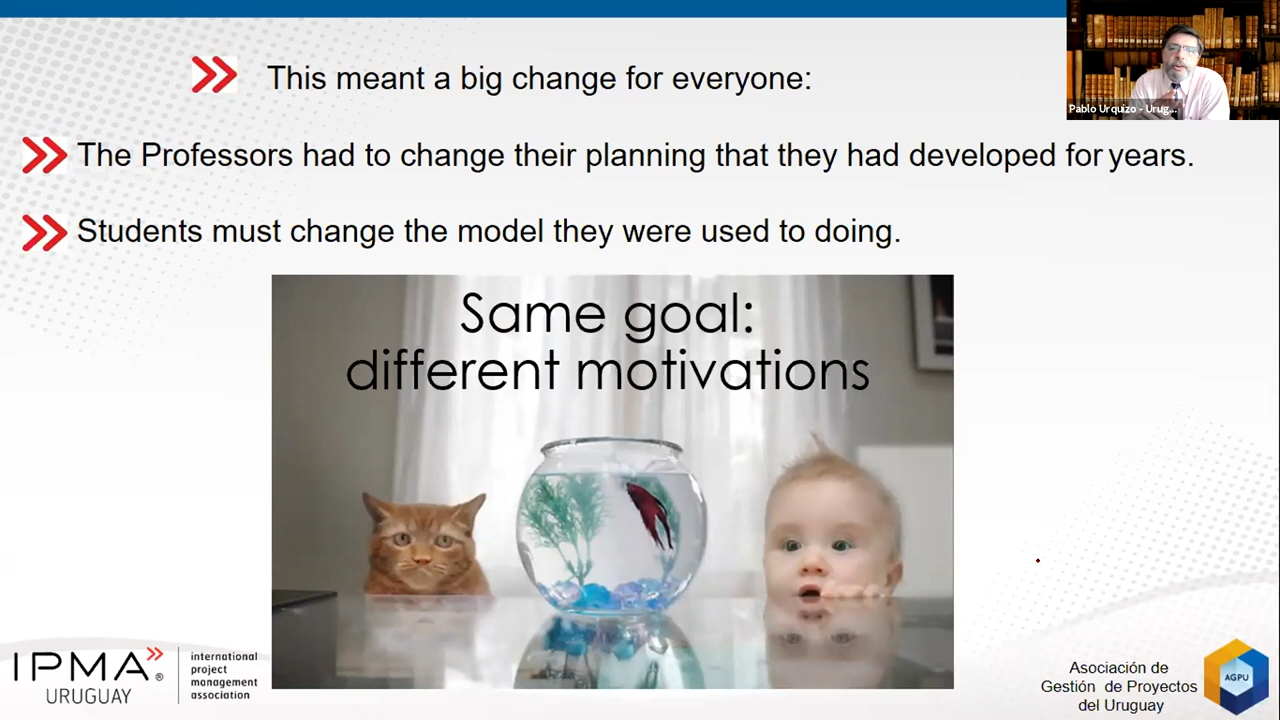 This meant a big change for everyone:
Pablo Urquizo - Urug...
The Professors had to change their planning that they had developed for years.
Students must change the model they were used to doing.
Same goal:
different motivations
IPMA®
URUGUAY
international
project
management
association
Asociación de
Gestión de Proyectos
del Uruguay
AGPU